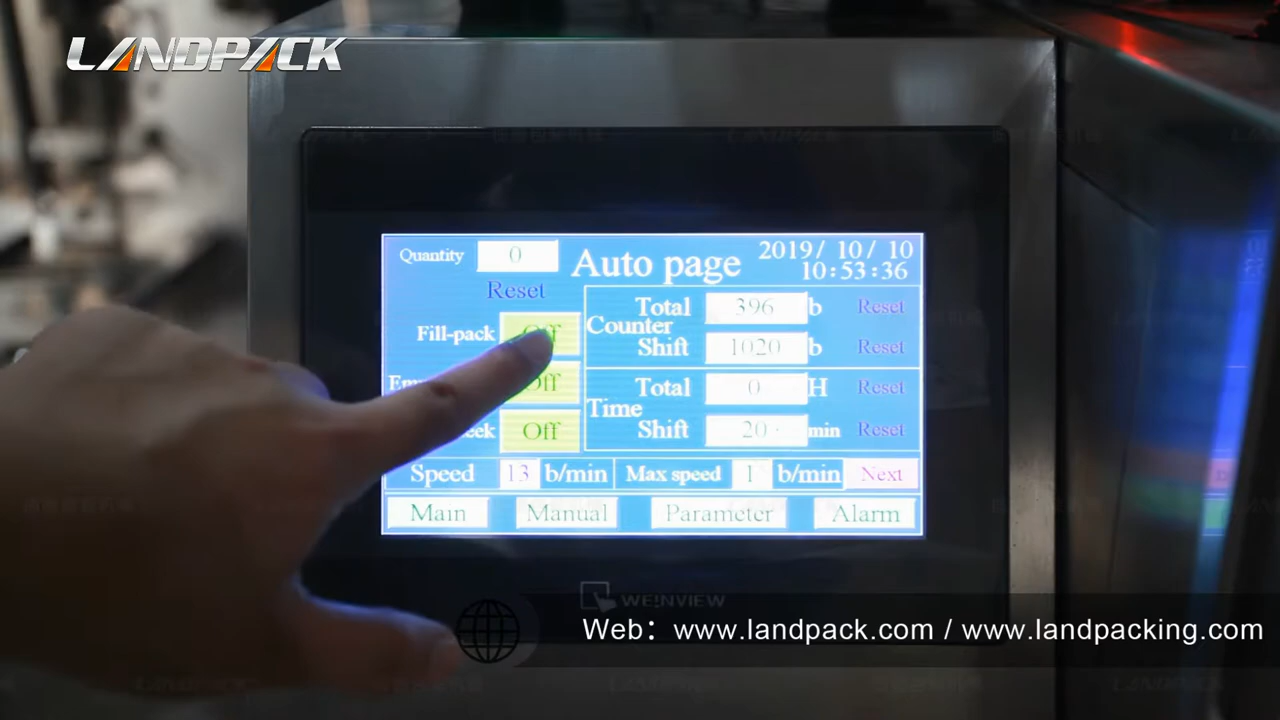 LANDPACK
Quantity 0
Auto page
2019/ 10/ 10
10:53:36
Reset
Fill-pack Off
Off
Off
Counter
Total 396 b Reset
Shift 1020 b Reset
Time
Total 0 H Reset
Shift 20 min Reset
Speed 13 b/min
Max speed 1 b/min Next
Main Manual Parameter Alarm
WEINVIEW
Web：www.landpack.com / www.landpacking.com